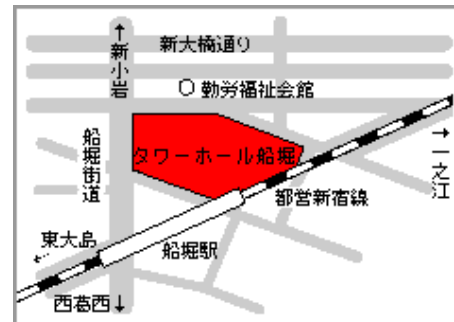 ↑新小岩
新大橋通り
○勤労福祉会館
船堀街道
タワーホール船堀
→一之江
都営新宿線
船堀駅
東大島
←
西葛西↓